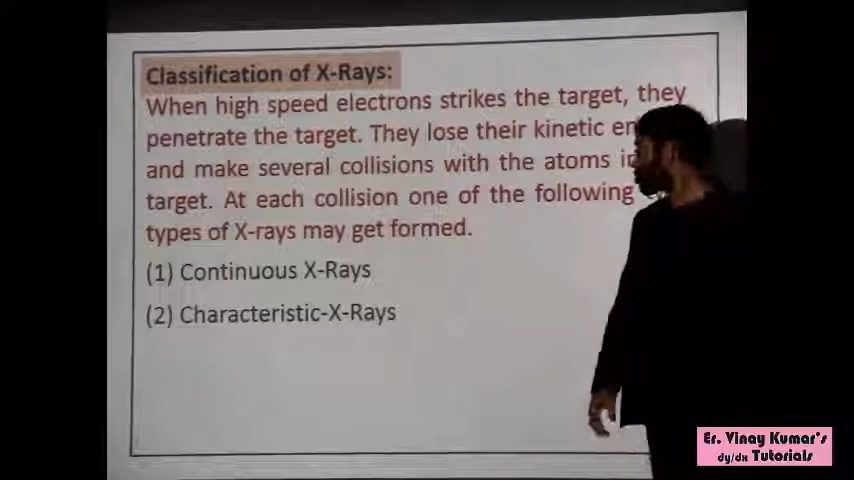 Classification of X-Rays:
When high speed electrons strikes the target, they
penetrate the target. They lose their kinetic
and make several collisions with the atoms
target. At each collision one of the following
types of X-rays may get formed.
(1) Continuous X-Rays
(2) Characteristic-X-Rays
Er. Vinay Kumar's
dy/dx Tutorials